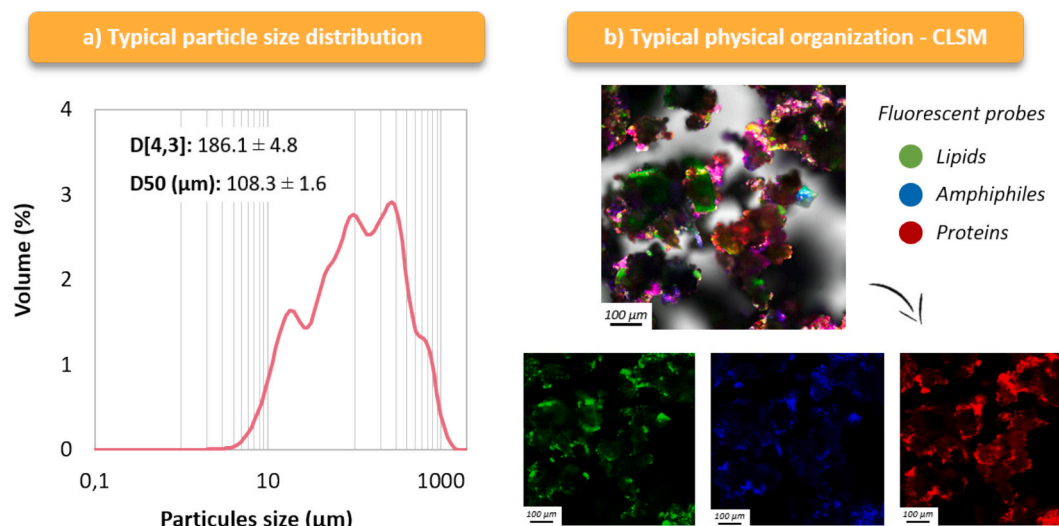 a) Typical particle size distribution
4
3
2
1
0
Volume (%)
D[4,3]: 186.1 ± 4.8
D50 (µm): 108.3 ± 1.6
0,1
10
1000
Particules size (µm)
b) Typical physical organization - CLSM
100 µm
Fluorescent probes
Lipids
Amphiphiles
Proteins
100 µm
100 µm
100 µm